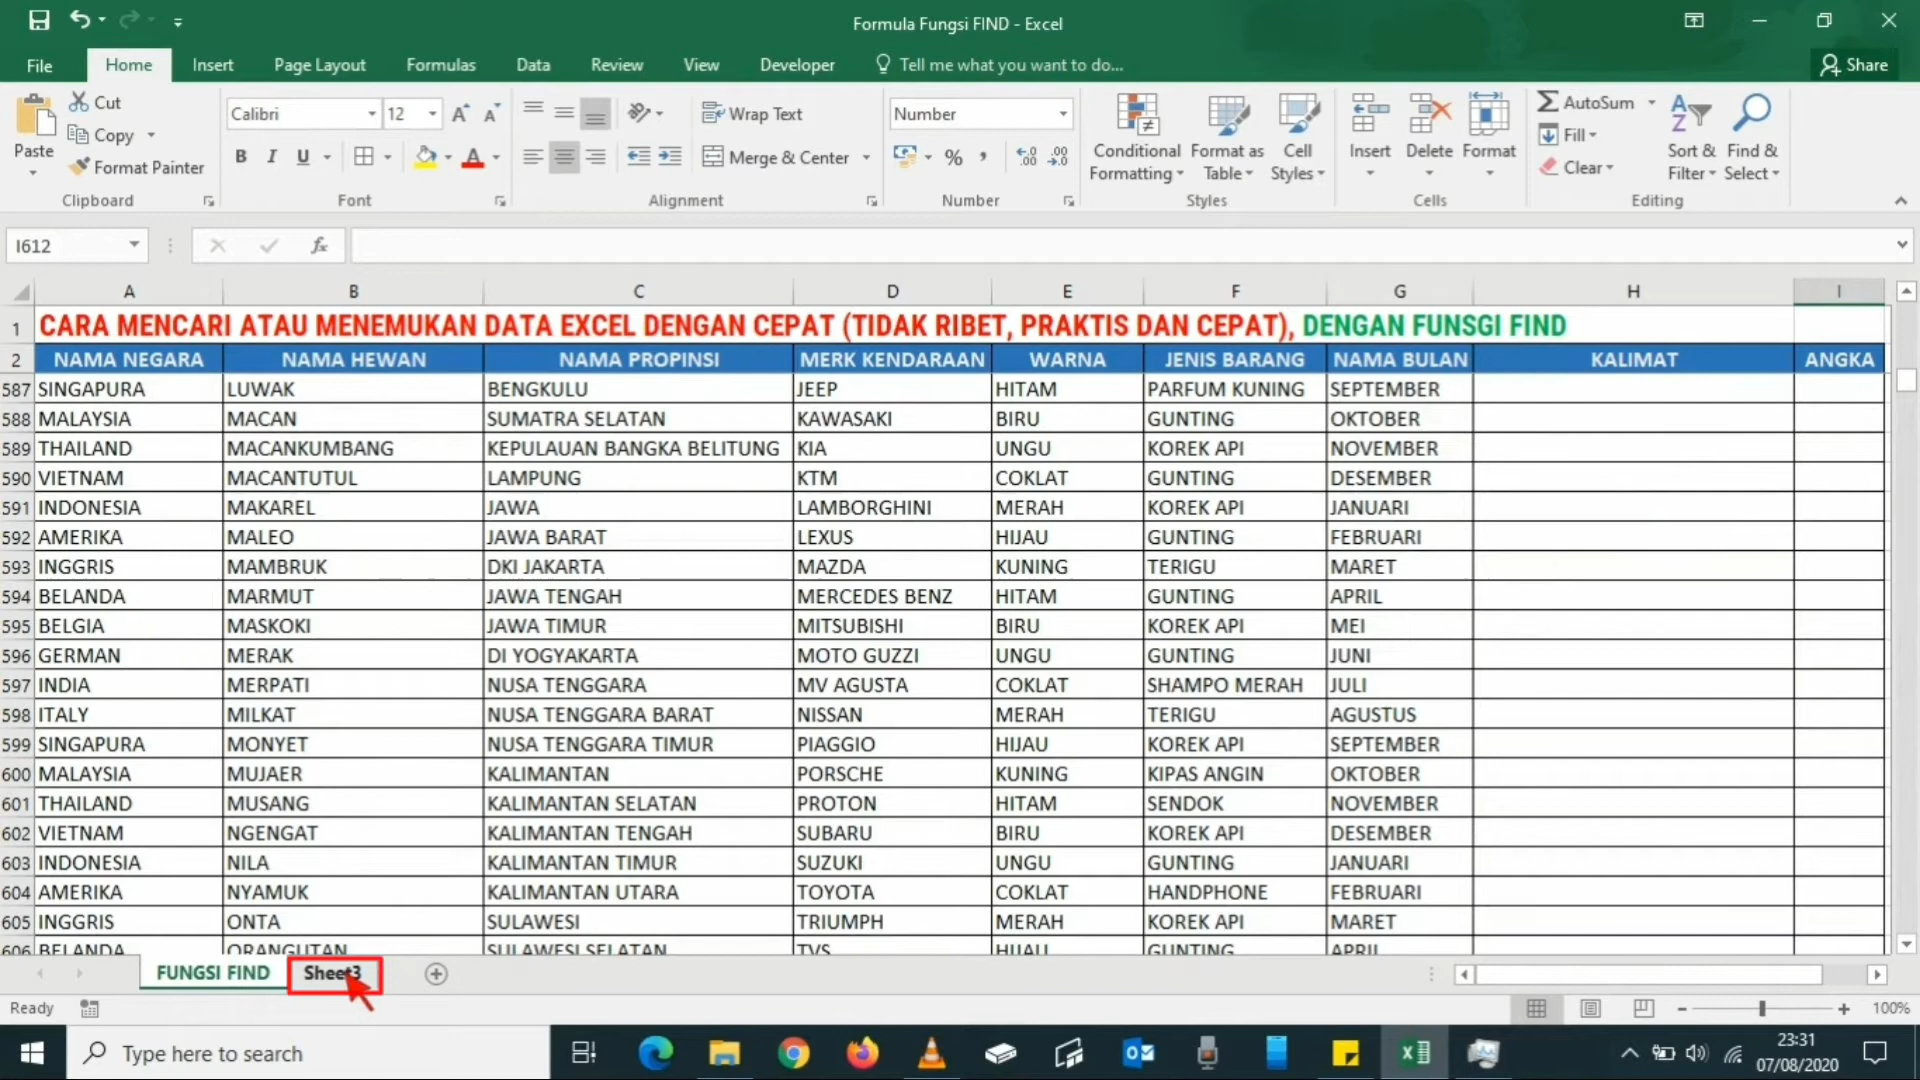 Formula Fungsi FIND - Excel
File Home Insert Page Layout Formulas Data Review View Developer Tell me what you want to do... Share
Paste Cut Copy Format Painter Clipboard
Calibri 12 B I U A A A Font
Wrap Text Merge & Center Alignment
Number % , Number
Conditional Formatting Format as Table Cell Styles Styles
Insert Delete Format Cells
AutoSum Fill Clear Sort & Filter Find & Select Editing
I612 fx
A B C D E F G H I
1 CARA MENCARI ATAU MENEMUKAN DATA EXCEL DENGAN CEPAT (TIDAK RIBET, PRAKTIS DAN CEPAT), DENGAN FUNSGI FIND
2 NAMA NEGARA NAMA HEWAN NAMA PROPINSI MERK KENDARAAN WARNA JENIS BARANG NAMA BULAN KALIMAT ANGKA
587 SINGAPURA LUWAK BENGKULU JEEP HITAM PARFUM KUNING SEPTEMBER
588 MALAYSIA MACAN SUMATRA SELATAN KAWASAKI BIRU GUNTING OKTOBER
589 THAILAND MACANKUMBANG KEPULAUAN BANGKA BELITUNG KIA UNGU KOREK API NOVEMBER
590 VIETNAM MACANTUTUL LAMPUNG KTM COKLAT GUNTING DESEMBER
591 INDONESIA MAKAREL JAWA LAMBORGHINI MERAH KOREK API JANUARI
592 AMERIKA MALEO JAWA BARAT LEXUS HIJAU GUNTING FEBRUARI
593 INGGRIS MAMBRUK DKI JAKARTA MAZDA KUNING TERIGU MARET
594 BELANDA MARMUT JAWA TENGAH MERCEDES BENZ HITAM GUNTING APRIL
595 BELGIA MASKOKI JAWA TIMUR MITSUBISHI BIRU KOREK API MEI
596 GERMAN MERAK DI YOGYAKARTA MOTO GUZZI UNGU GUNTING JUNI
597 INDIA MERPATI NUSA TENGGARA MV AGUSTA COKLAT SHAMPO MERAH JULI
598 ITALY MILKAT NUSA TENGGARA BARAT NISSAN MERAH TERIGU AGUSTUS
599 SINGAPURA MONYET NUSA TENGGARA TIMUR PIAGGIO HIJAU KOREK API SEPTEMBER
600 MALAYSIA MUJAER KALIMANTAN PORSCHE KUNING KIPAS ANGIN OKTOBER
601 THAILAND MUSANG KALIMANTAN SELATAN PROTON HITAM SENDOK NOVEMBER
602 VIETNAM NGENGAT KALIMANTAN TENGAH SUBARU BIRU KOREK API DESEMBER
603 INDONESIA NILA KALIMANTAN TIMUR SUZUKI UNGU GUNTING JANUARI
604 AMERIKA NYAMUK KALIMANTAN UTARA TOYOTA COKLAT HANDPHONE FEBRUARI
605 INGGRIS ONTA SULAWESI TRIUMPH MERAH KOREK API MARET
606 BELANDA ORANGUTAN SULAWESI SELATAN TVS HIJAU GUNTING APRIL
FUNGSI FIND Sheet3
Ready 100%
Type here to search
23:31
07/08/2020